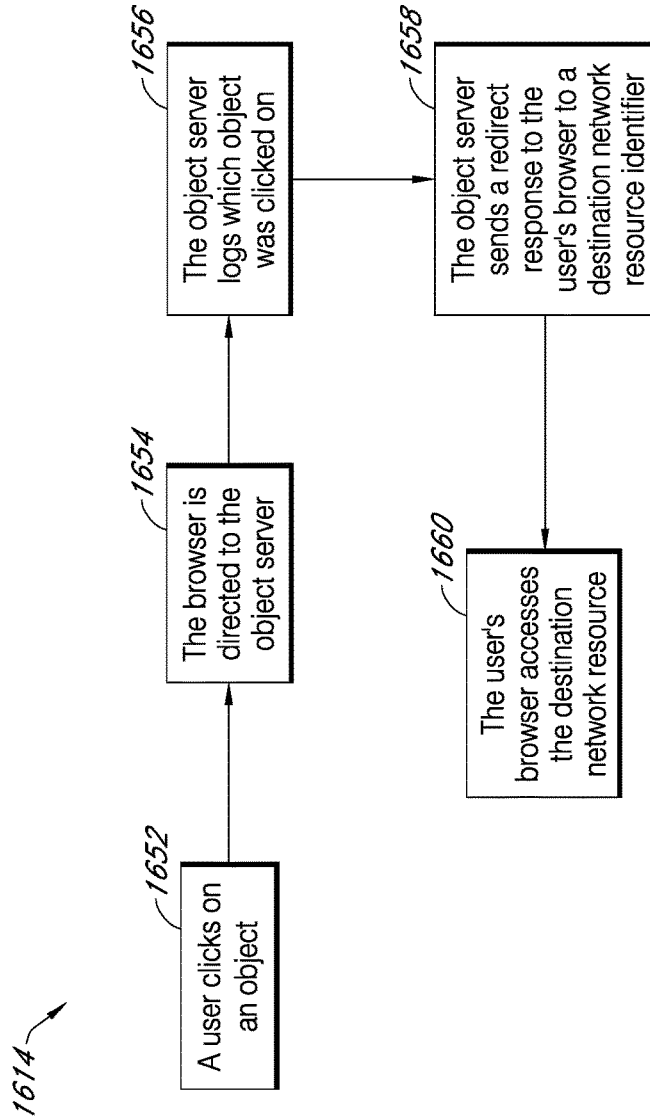 1614
1652
A user clicks on
an object
1654
The browser is
directed to the
object server
1656
The object server
logs which object
was clicked on
1658
The object server
sends a redirect
response to the
user's browser to a
destination network
resource identifier
1660
The user's
browser accesses
the destination
network resource